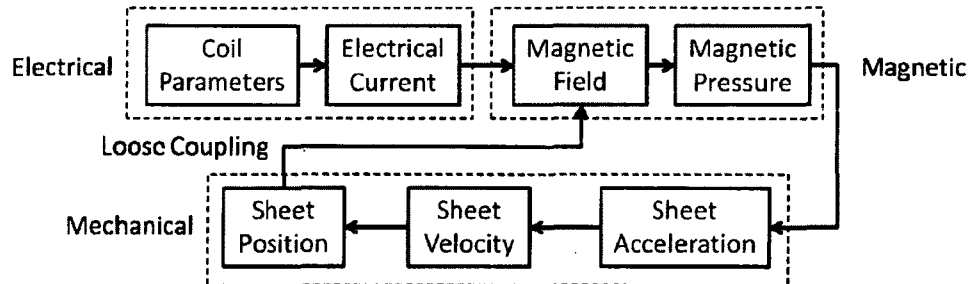 Electrical
Coil
Parameters
Electrical
Current
Magnetic
Field
Magnetic
Pressure
Magnetic
Loose Coupling
Mechanical
Sheet
Position
Sheet
Velocity
Sheet
Acceleration